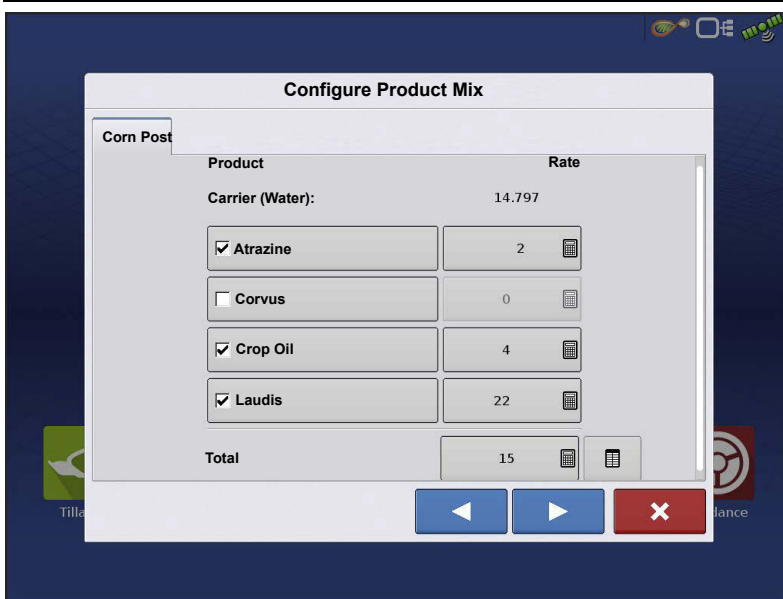 Configure Product Mix
Corn Post
Product Rate
Carrier (Water): 14.797
Atrazine 2
Corvus 0
Crop Oil 4
Laudis 22
Total 15
Tilla
dance